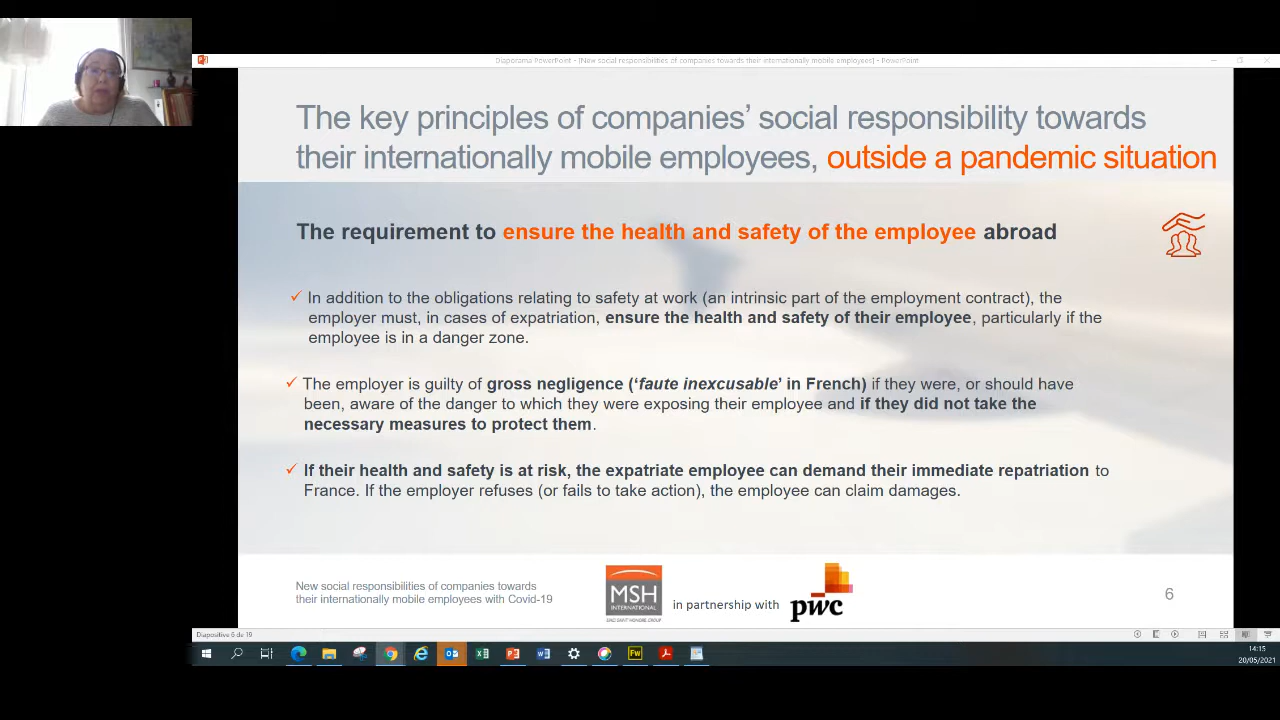 Diaporama PowerPoint - [New social responsibilities of companies towards their internationally mobile employees] - PowerPoint
The key principles of companies’ social responsibility towards
their internationally mobile employees, outside a pandemic situation
The requirement to ensure the health and safety of the employee abroad
In addition to the obligations relating to safety at work (an intrinsic part of the employment contract), the
employer must, in cases of expatriation, ensure the health and safety of their employee, particularly if the
employee is in a danger zone.
The employer is guilty of gross negligence (‘faute inexcusable’ in French) if they were, or should have
been, aware of the danger to which they were exposing their employee and if they did not take the
necessary measures to protect them.
If their health and safety is at risk, the expatriate employee can demand their immediate repatriation to
France. If the employer refuses (or fails to take action), the employee can claim damages.
New social responsibilities of companies towards
their internationally mobile employees with Covid-19
MSH
INTERNATIONAL
in partnership with
pwc
6
Diapositive 6 de 19
Fw
14:15
20/05/2021